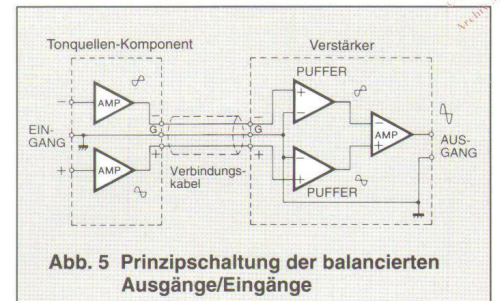 Tonquellen-Komponent
Verstärker
PUFFER
AMP
EIN-
GANG
G
G
AMP
AUS-
GANG
AMP
Verbindungs-
kabel
PUFFER
Abb. 5 Prinzipschaltung der balancierten
Ausgänge/Eingänge